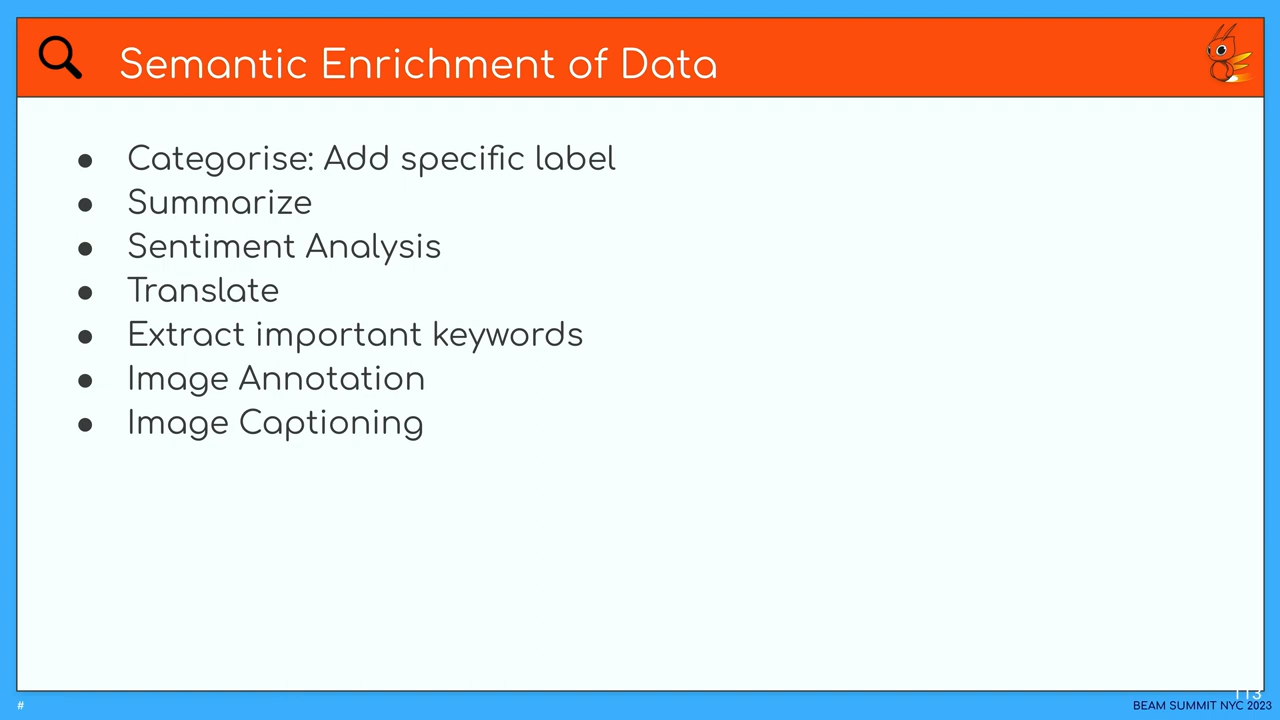 Semantic Enrichment of Data
● Categorise: Add specific label
● Summarize
● Sentiment Analysis
● Translate
● Extract important keywords
● Image Annotation
● Image Captioning
113
#
BEAM SUMMIT NYC 2023